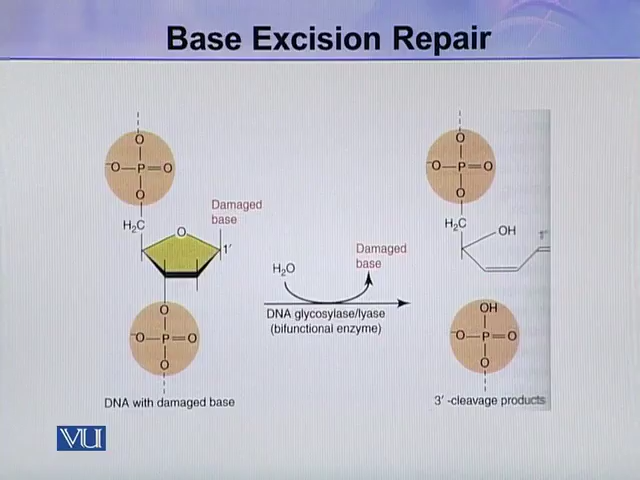 Base Excision Repair
O
⁻O—P=O
O
H₂C
O
Damaged
base
1′
O
⁻O—P=O
O
DNA with damaged base
H₂O
Damaged
base
DNA glycosylase/lyase
(bifunctional enzyme)
O
⁻O—P=O
O
H₂C
OH
1′
OH
⁻O—P=O
O
3′ -cleavage products
VU